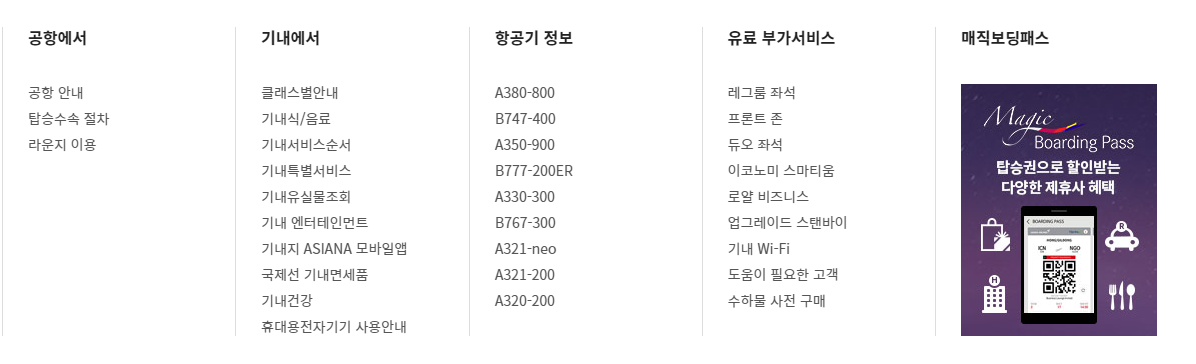 공항에서
공항 안내
탑승수속 절차
라운지 이용
기내에서
클래스별안내
기내식/음료
기내서비스순서
기내특별서비스
기내유실물조회
기내 엔터테인먼트
기내지 ASIANA 모바일앱
국제선 기내면세품
기내건강
휴대용전자기기 사용안내
항공기 정보
A380-800
B747-400
A350-900
B777-200ER
A330-300
B767-300
A321-neo
A321-200
A320-200
유료 부가서비스
레그룸 좌석
프론트 존
듀오 좌석
이코노미 스마티움
로얄 비즈니스
업그레이드 스탠바이
기내 Wi-Fi
도움이 필요한 고객
수하물 사전 구매
매직보딩패스
Magic
Boarding Pass
탑승권으로 할인받는
다양한 제휴사 혜택
BOARDING PASS
ICN NGO
R
H